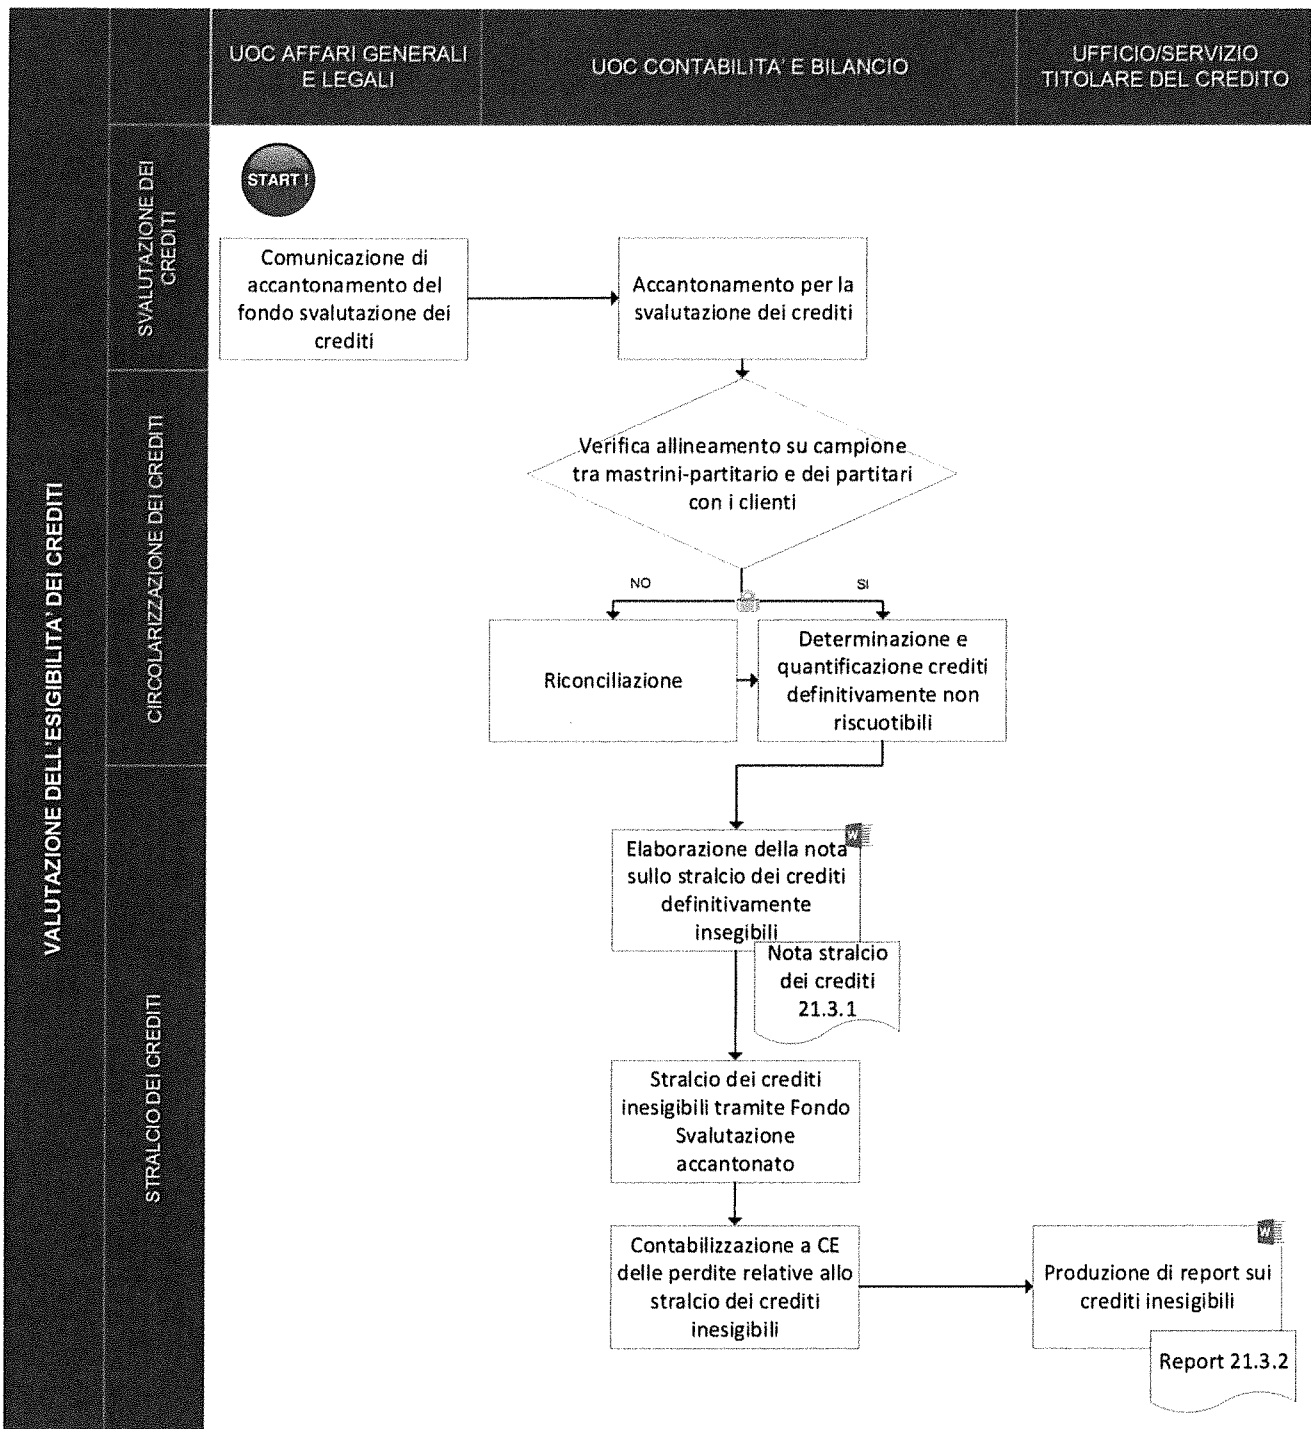 UOC AFFARI GENERALI
E LEGALI
UOC CONTABILITA' E BILANCIO
UFFICIO/SERVIZIO
TITOLARE DEL CREDITO
VALUTAZIONE DELL'ESIGIBILITA' DEI CREDITI
SVALUTAZIONE DEI
CREDITI
START !
Comunicazione di
accantonamento del
fondo svalutazione dei
crediti
Accantonamento per la
svalutazione dei crediti
CIRCOLARIZZAZIONE DEI CREDITI
Verifica allineamento su campione
tra mastrini-partitario e dei partitari
con i clienti
NO
SI
Riconciliazione
Determinazione e
quantificazione crediti
definitivamente non
riscuotibili
STRALCIO DEI CREDITI
W
Elaborazione della nota
sullo stralcio dei crediti
definitivamente
insegibili
Nota stralcio
dei crediti
21.3.1
Stralcio dei crediti
inesigibili tramite Fondo
Svalutazione
accantonato
Contabilizzazione a CE
delle perdite relative allo
stralcio dei crediti
inesigibili
W
Produzione di report sui
crediti inesigibili
Report 21.3.2